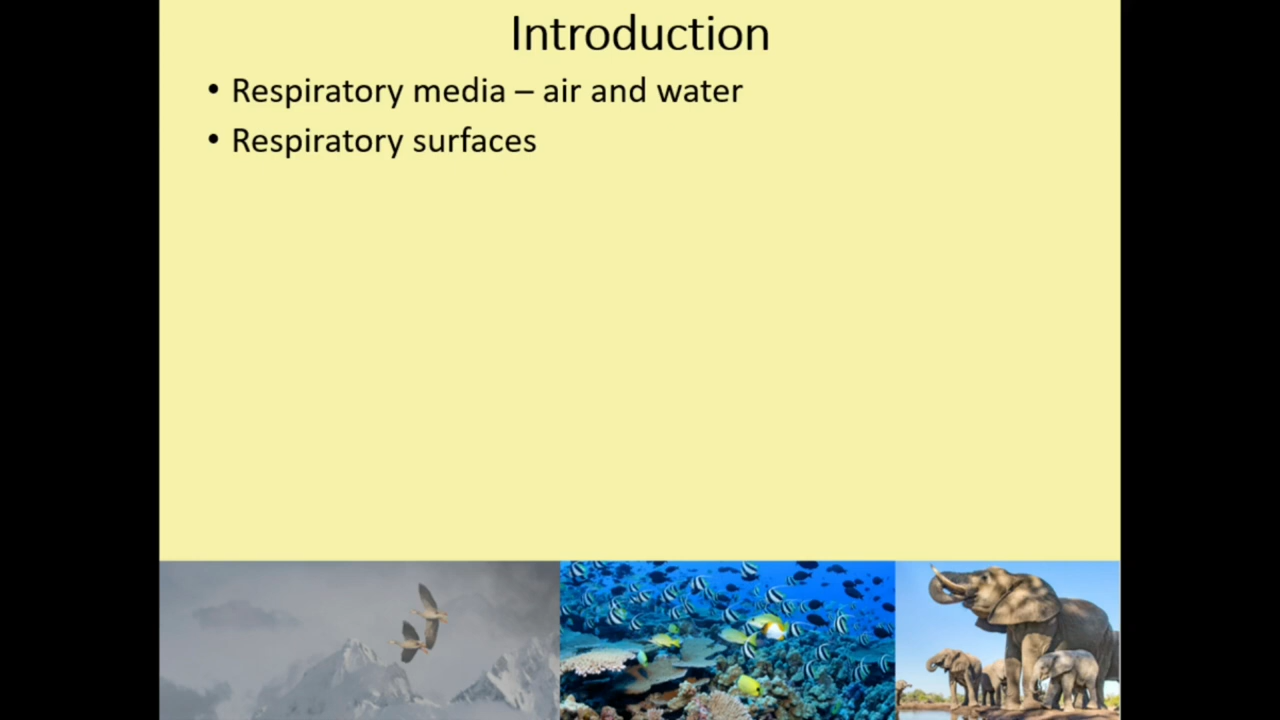 Introduction
• Respiratory media – air and water
• Respiratory surfaces